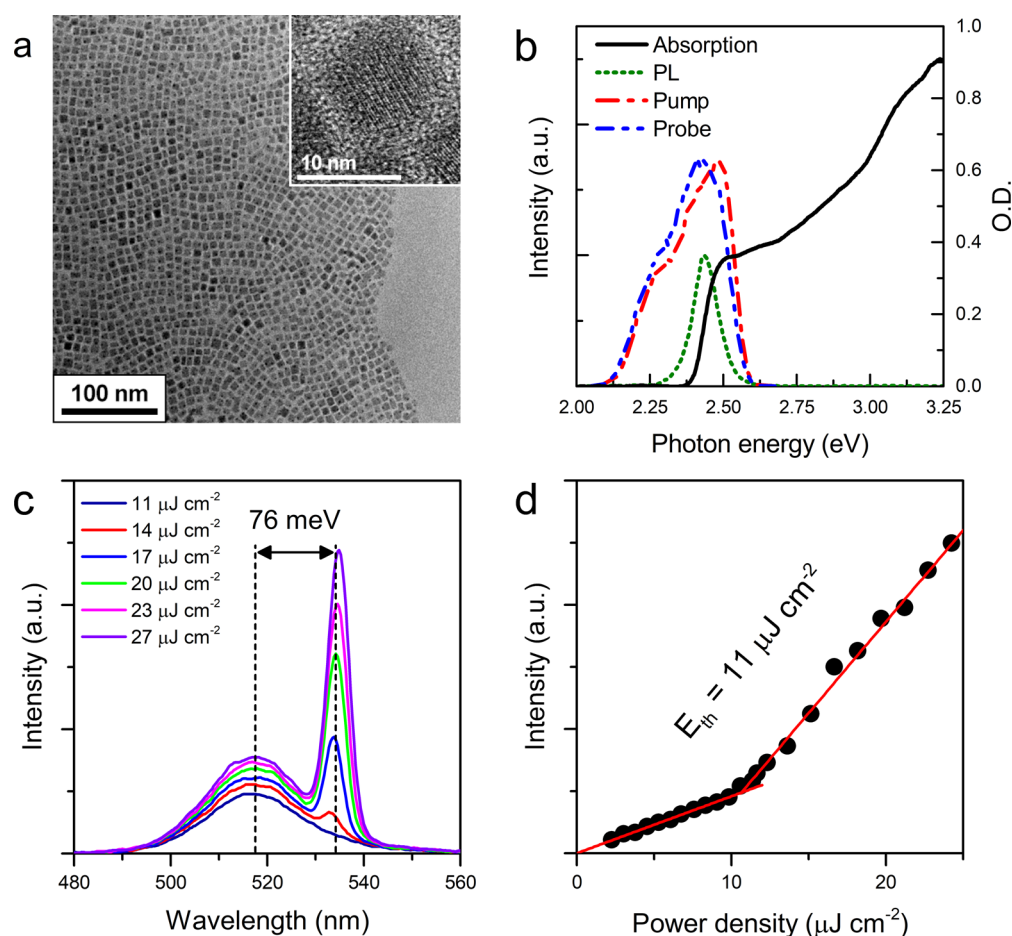 a
10 nm
100 nm
b
Absorption
PL
Pump
Probe
Intensity (a.u.)
O.D.
1.0
0.8
0.6
0.4
0.2
0.0
2.00 2.25 2.50 2.75 3.00 3.25
Photon energy (eV)
c
11 μJ cm⁻²
14 μJ cm⁻²
17 μJ cm⁻²
20 μJ cm⁻²
23 μJ cm⁻²
27 μJ cm⁻²
76 meV
Intensity (a.u.)
480 500 520 540 560
Wavelength (nm)
d
E_th = 11 μJ cm⁻²
Intensity (a.u.)
0 10 20
Power density (μJ cm⁻²)